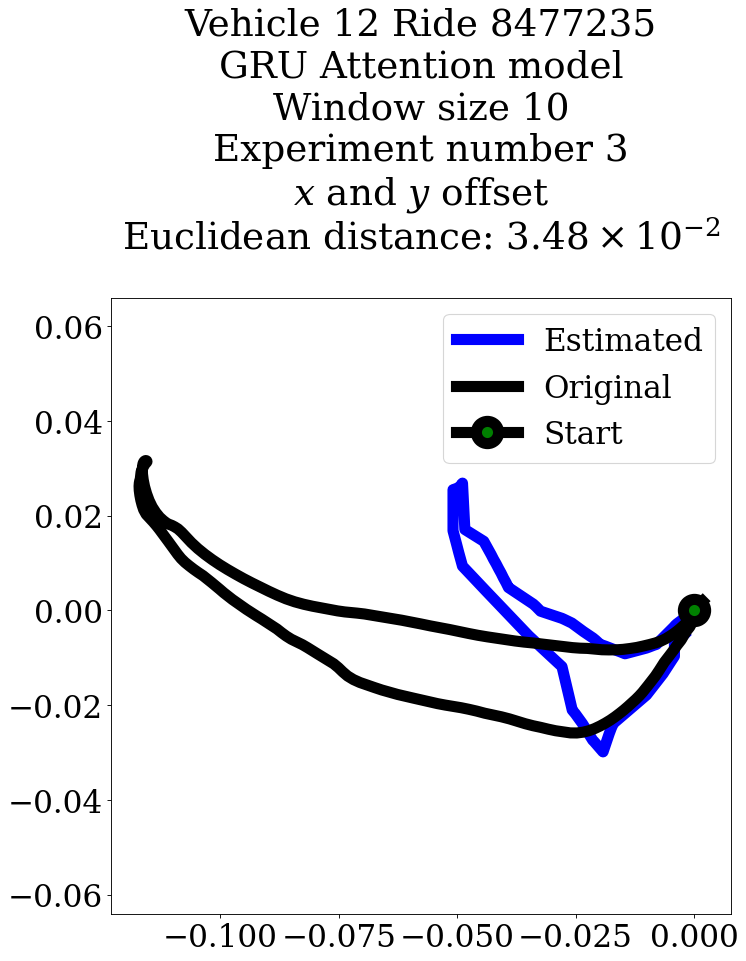 Vehicle 12 Ride 8477235
GRU Attention model
Window size 10
Experiment number 3
x and y offset
Euclidean distance: 3.48 × 10⁻²
Estimated
Original
Start
0.06
0.04
0.02
0.00
−0.02
−0.04
−0.06
−0.100 −0.075 −0.050 −0.025 0.000